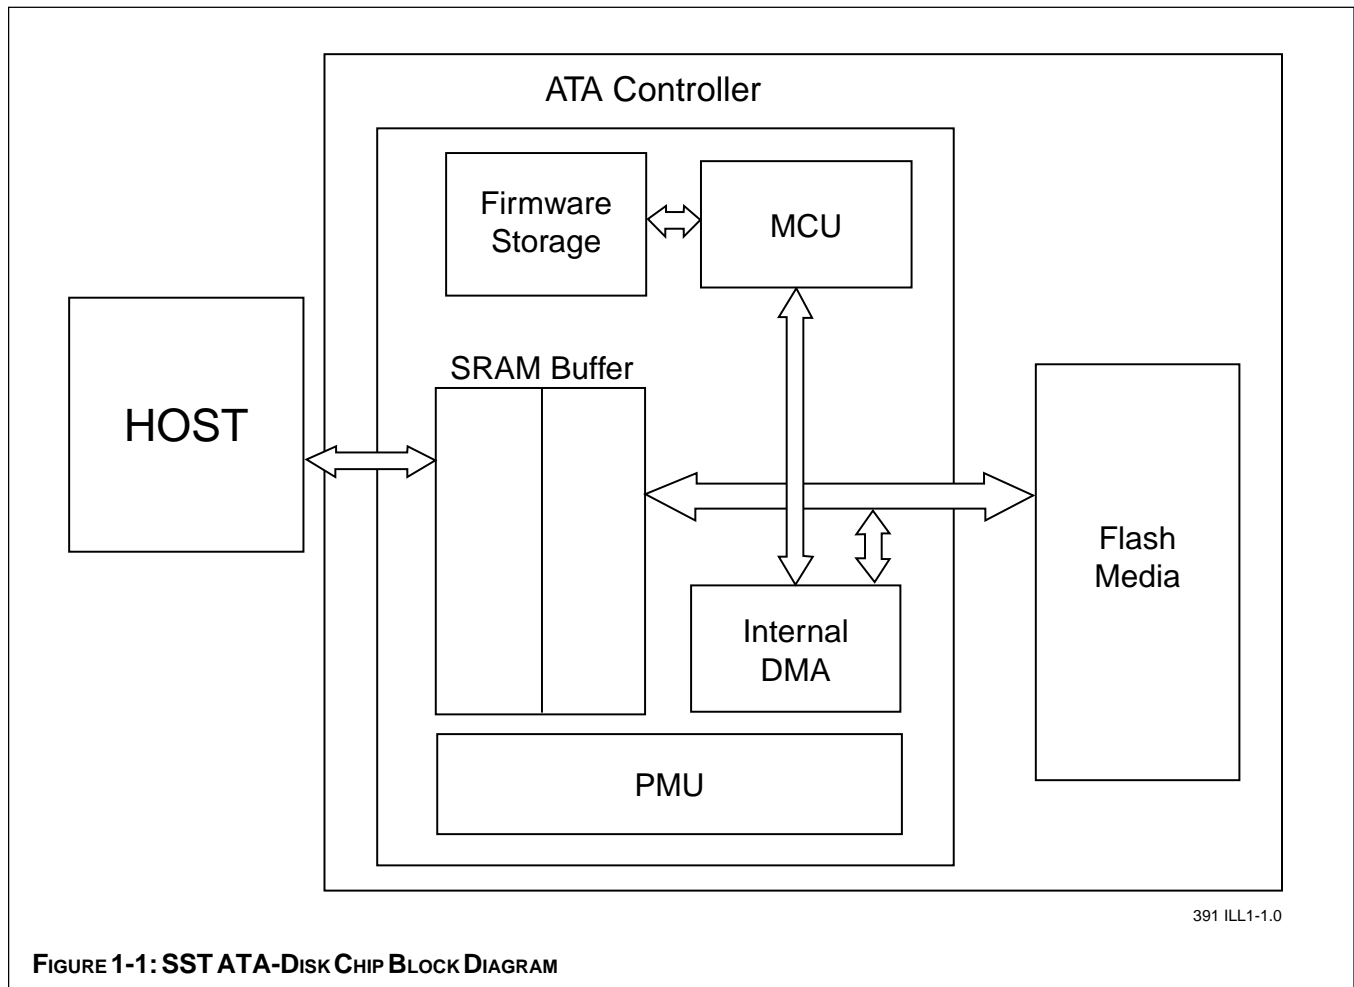 ATA Controller
Firmware
Storage
MCU
SRAM Buffer
HOST
Flash
Media
Internal
DMA
PMU
391 ILL1-1.0
FIGURE 1-1: SST ATA-DISK CHIP BLOCK DIAGRAM